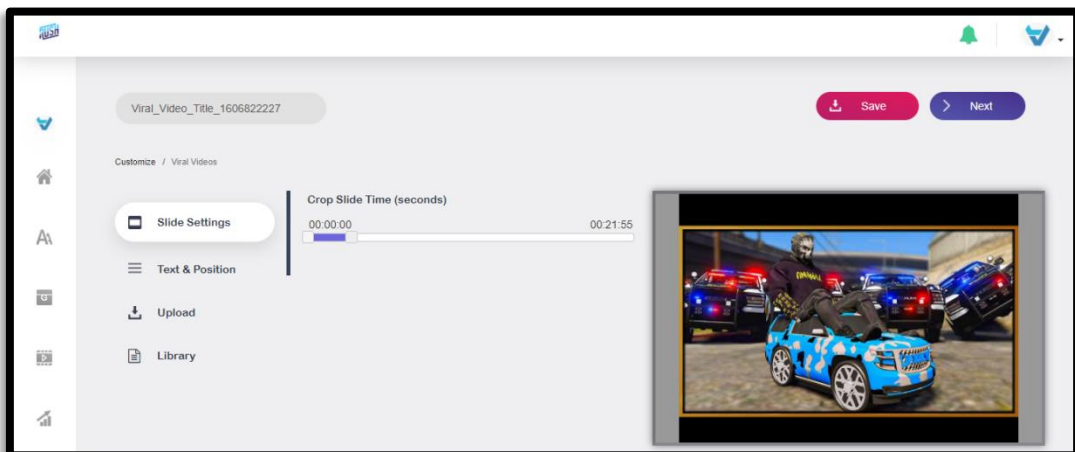 RUSH
Viral_Video_Title_1606822227
Save
Next
Customize / Viral Videos
Slide Settings
Crop Slide Time (seconds)
00:00:00
00:21:55
Text & Position
Upload
Library